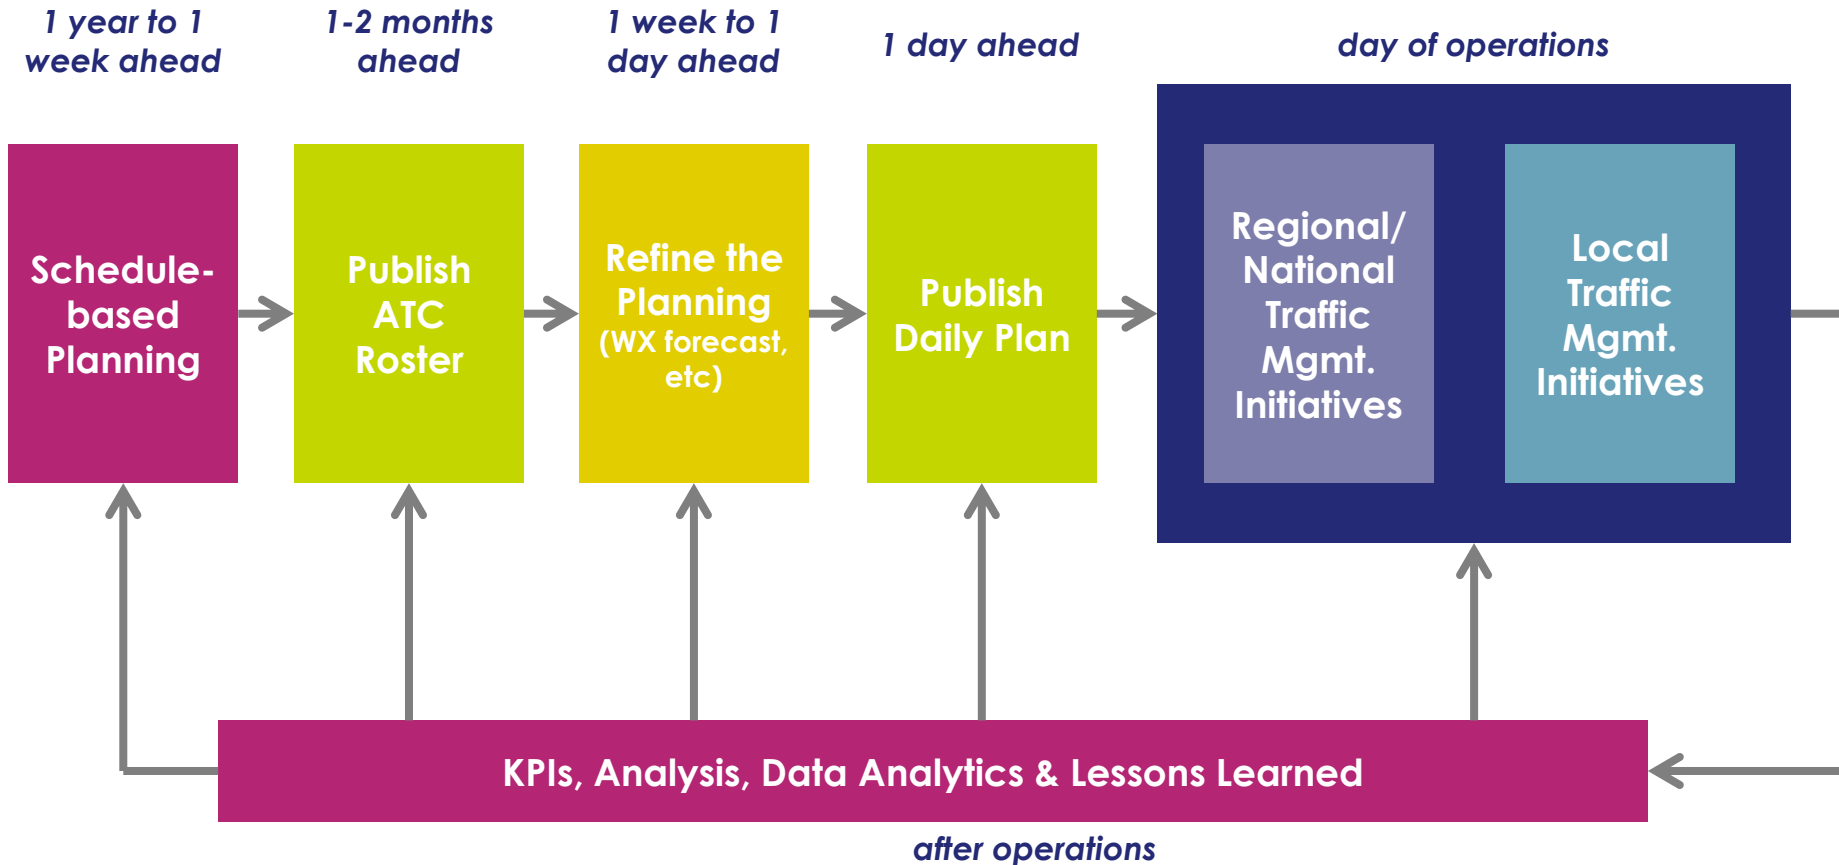 1 year to 1
week ahead
1-2 months
ahead
1 week to 1
day ahead
1 day ahead
day of operations
Schedule-
based
Planning
Publish
ATC
Roster
Refine the
Planning
(WX forecast,
etc)
Publish
Daily Plan
Regional/
National
Traffic
Mgmt.
Initiatives
Local
Traffic
Mgmt.
Initiatives
KPIs, Analysis, Data Analytics & Lessons Learned
after operations